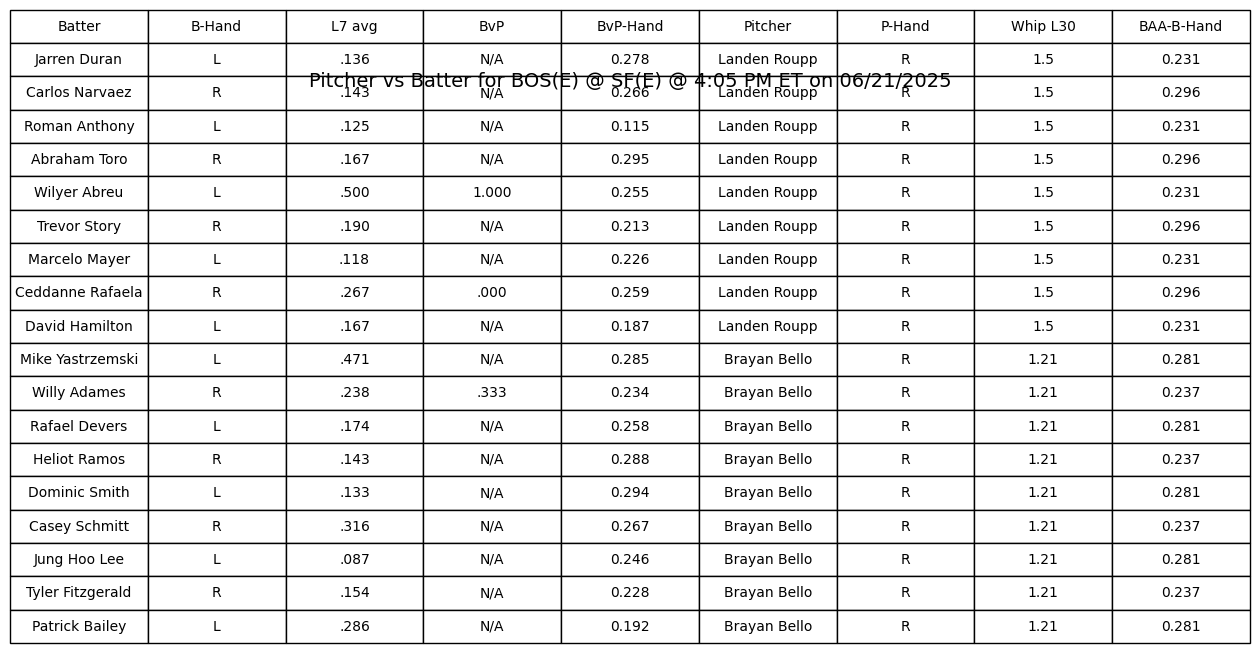 Batter B-Hand L7 avg BvP BvP-Hand Pitcher P-Hand Whip L30 BAA-B-Hand
Jarren Duran L .136 N/A 0.278 Landen Roupp R 1.5 0.231
Pitcher vs Batter for BOS(E) @ SF(E) @ 4:05 PM ET on 06/21/2025
Carlos Narvaez R .143 N/A 0.266 Landen Roupp R 1.5 0.296
Roman Anthony L .125 N/A 0.115 Landen Roupp R 1.5 0.231
Abraham Toro R .167 N/A 0.295 Landen Roupp R 1.5 0.296
Wilyer Abreu L .500 1.000 0.255 Landen Roupp R 1.5 0.231
Trevor Story R .190 N/A 0.213 Landen Roupp R 1.5 0.296
Marcelo Mayer L .118 N/A 0.226 Landen Roupp R 1.5 0.231
Ceddanne Rafaela R .267 .000 0.259 Landen Roupp R 1.5 0.296
David Hamilton L .167 N/A 0.187 Landen Roupp R 1.5 0.231
Mike Yastrzemski L .471 N/A 0.285 Brayan Bello R 1.21 0.281
Willy Adames R .238 .333 0.234 Brayan Bello R 1.21 0.237
Rafael Devers L .174 N/A 0.258 Brayan Bello R 1.21 0.281
Heliot Ramos R .143 N/A 0.288 Brayan Bello R 1.21 0.237
Dominic Smith L .133 N/A 0.294 Brayan Bello R 1.21 0.281
Casey Schmitt R .316 N/A 0.267 Brayan Bello R 1.21 0.237
Jung Hoo Lee L .087 N/A 0.246 Brayan Bello R 1.21 0.281
Tyler Fitzgerald R .154 N/A 0.228 Brayan Bello R 1.21 0.237
Patrick Bailey L .286 N/A 0.192 Brayan Bello R 1.21 0.281